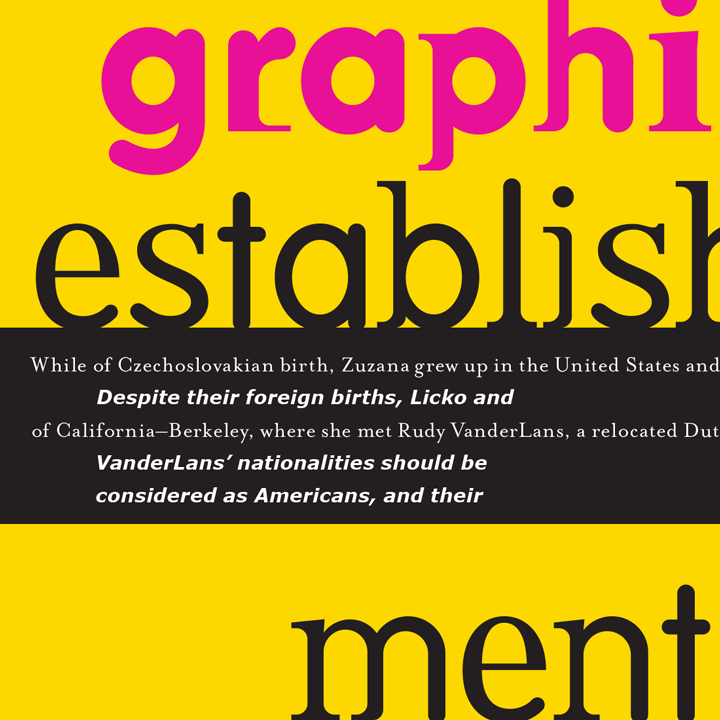 graphi
establish
While of Czechoslovakian birth, Zuzana grew up in the United States and
Despite their foreign births, Licko and
of California—Berkeley, where she met Rudy VanderLans, a relocated Dut
VanderLans’ nationalities should be
considered as Americans, and their
ment